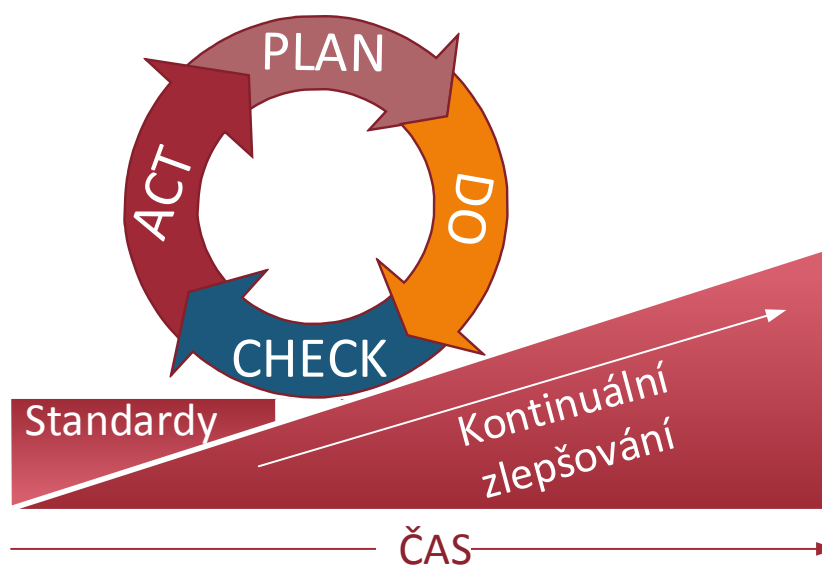 PLAN
DO
CHECK
ACT
Standardy
Kontinuální
zlepšování
ČAS